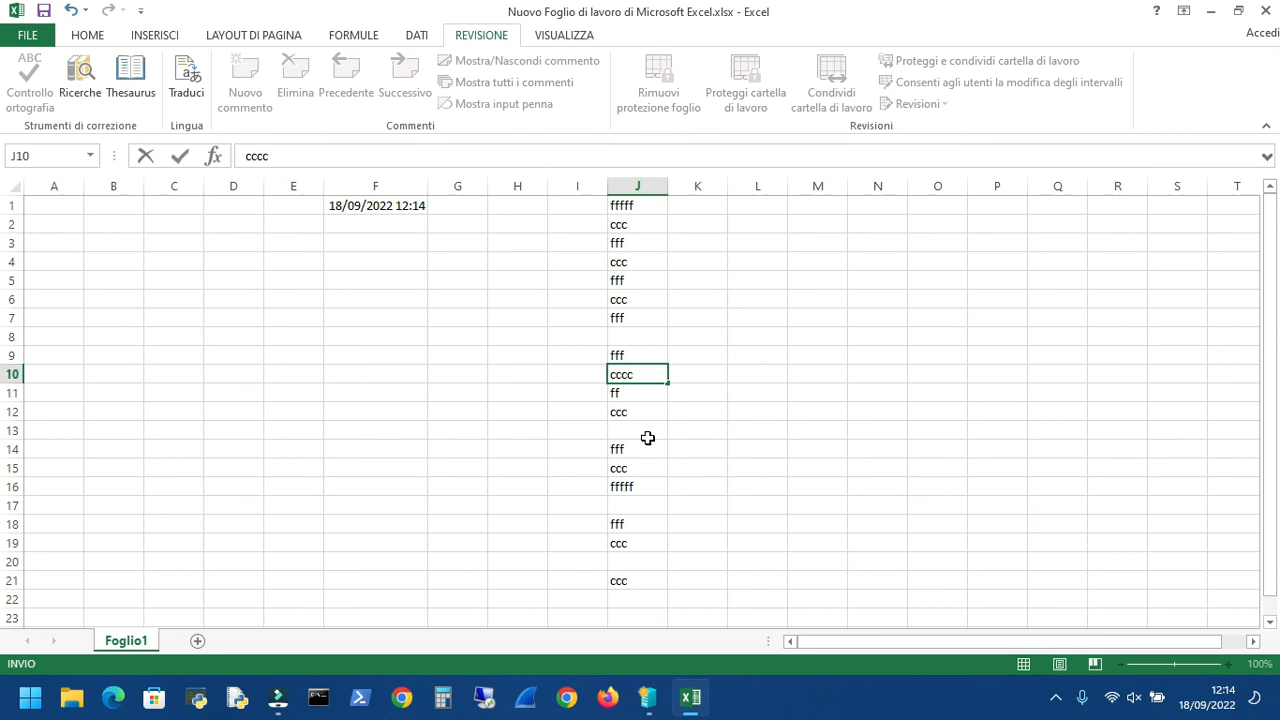 Nuovo Foglio di lavoro di Microsoft Excel.xlsx - Excel
?
FILE HOME INSERISCI LAYOUT DI PAGINA FORMULE DATI REVISIONE VISUALIZZA Accedi
ABC
Controllo ortografia
Ricerche
Thesaurus
Traduci
Nuovo commento
Elimina
Precedente
Successivo
Mostra/Nascondi commento
Mostra tutti i commenti
Mostra input penna
Rimuovi protezione foglio
Proteggi cartella di lavoro
Condividi cartella di lavoro
Proteggi e condividi cartella di lavoro
Consenti agli utenti la modifica degli intervalli
Revisioni
Strumenti di correzione Lingua Commenti Revisioni
J10 fx cccc
A B C D E F G H I J K L M N O P Q R S T
1 18/09/2022 12:14 fffff
2 ccc
3 fff
4 ccc
5 fff
6 ccc
7 fff
8
9 fff
10 cccc
11 ff
12 ccc
13
14 fff
15 ccc
16 fffff
17
18 fff
19 ccc
20
21 ccc
22
23
Foglio1
INVIO 100%
12:14
18/09/2022